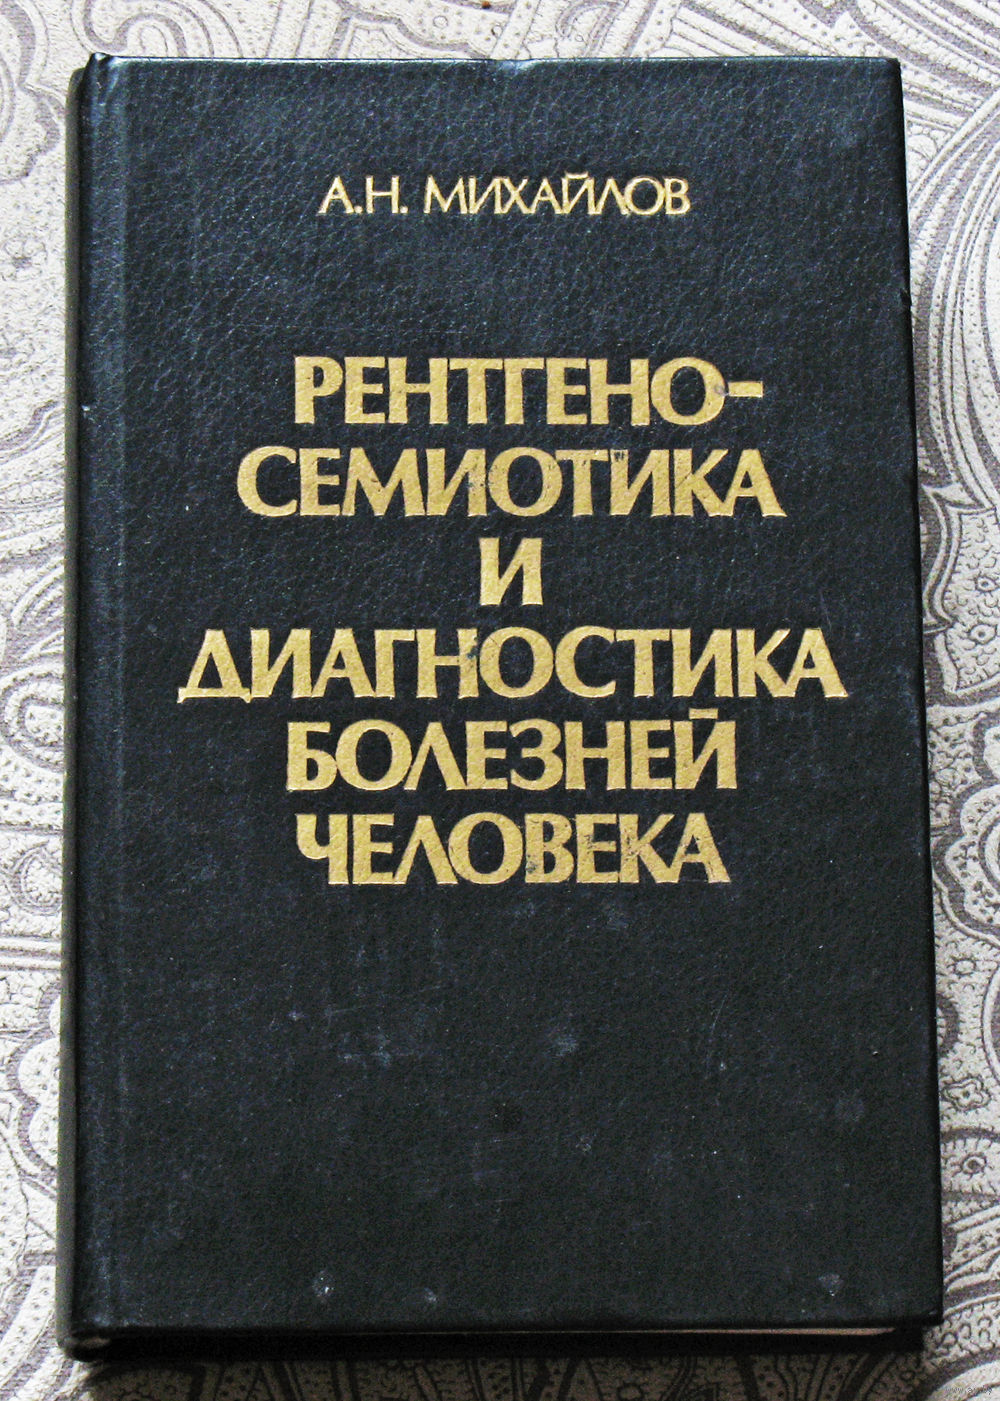 А.Н. МИХАЙЛОВ
РЕНТГЕНО-
СЕМИОТИКА
И
ДИАГНОСТИКА
БОЛЕЗНЕЙ
ЧЕЛОВЕКА